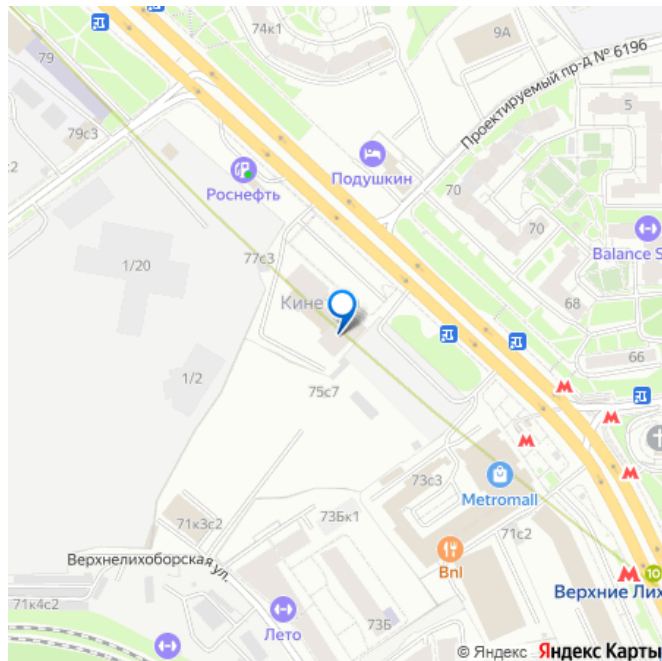 74к1
9А
79
Проектируемый пр-д № 6196
5
79с3
с2
Роснефть
Подушкин
70
70
Balance S
77с3
1/20
Кине
68
66
1/2
75с7
73с3
Metromall
71к3с2
73Бк1
71с2
Верхнелихоборская ул.
Bnl
10
Верхние Лих
71к4с2
Лето
73Б
© Яндекс Яндекс Карты